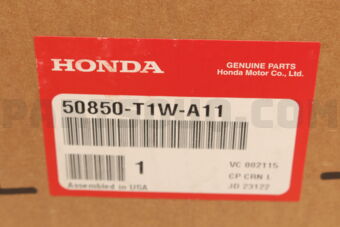 HONDA
GENUINE PARTS
Honda Motor Co., Ltd.
50850-T1W-A11
1
VC 002115
CP CRN L
Assembled in USA
JD 23122